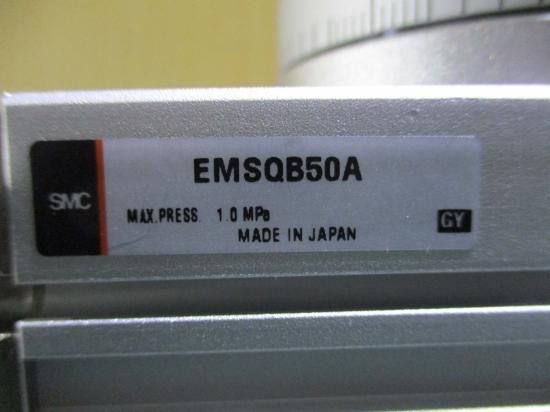 EMSQB50A
SMC
MAX.PRESS. 1.0 MPa
GY
MADE IN JAPAN